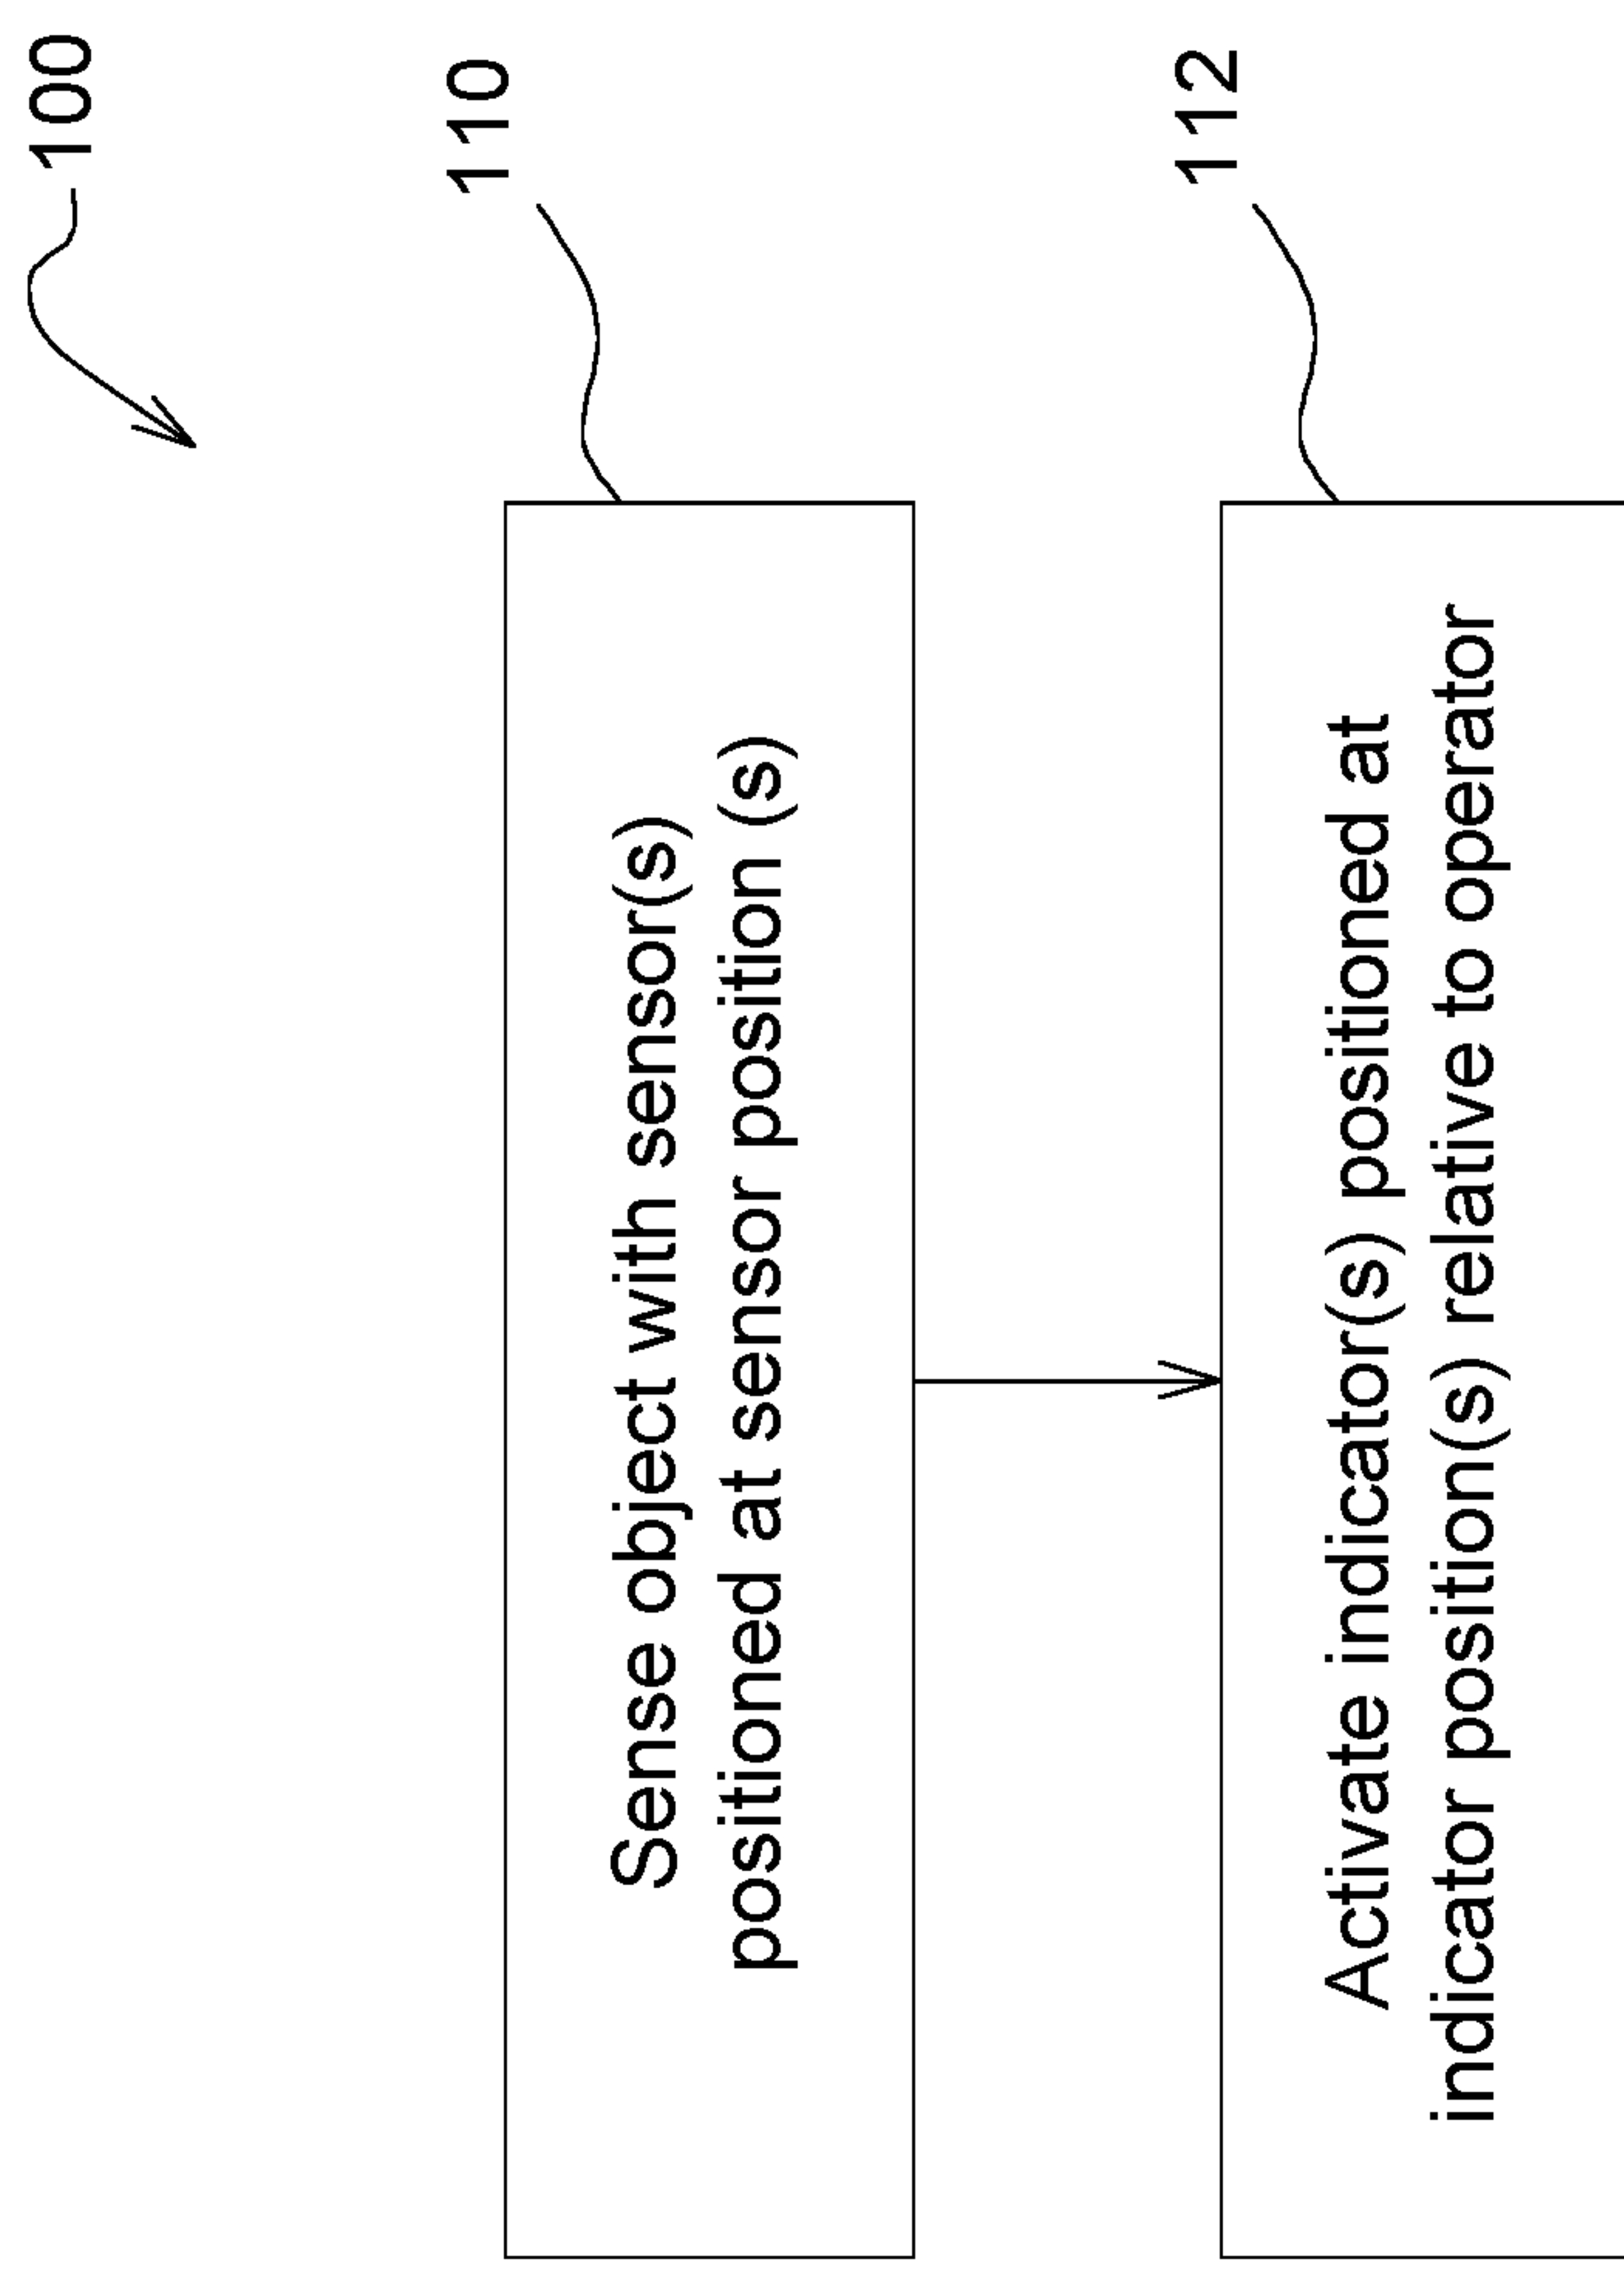 100
110
Sense object with sensor(s)
positioned at sensor position (s)
112
Activate indicator(s) positioned at
indicator position(s) relative to operator